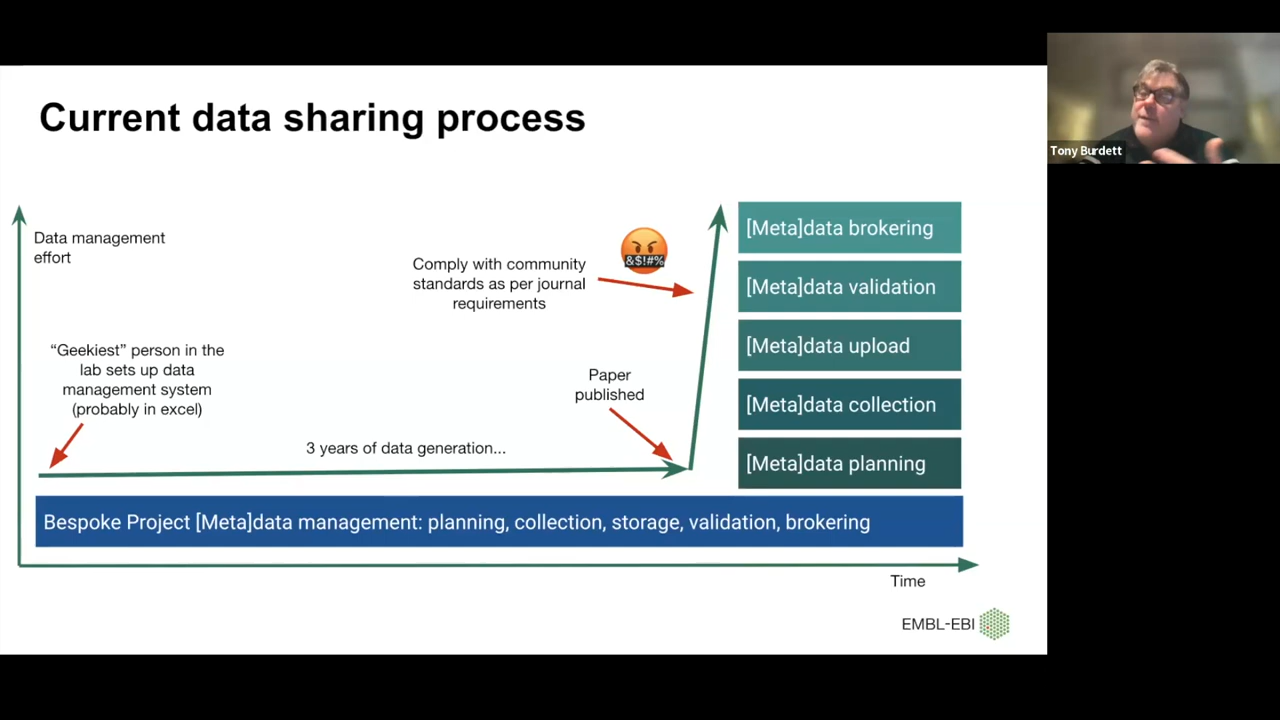 Current data sharing process
Tony Burdett
Data management
effort
&$!#%
Comply with community
standards as per journal
requirements
"Geekiest" person in the
lab sets up data
management system
(probably in excel)
Paper
published
3 years of data generation...
[Meta]data brokering
[Meta]data validation
[Meta]data upload
[Meta]data collection
[Meta]data planning
Bespoke Project [Meta]data management: planning, collection, storage, validation, brokering
Time
EMBL-EBI